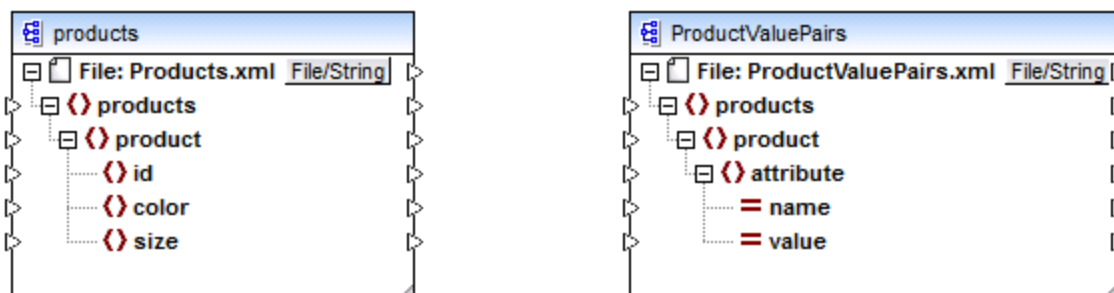 products
File: Products.xml File/String
products
product
id
color
size
ProductValuePairs
File: ProductValuePairs.xml File/String
products
product
attribute
name
value